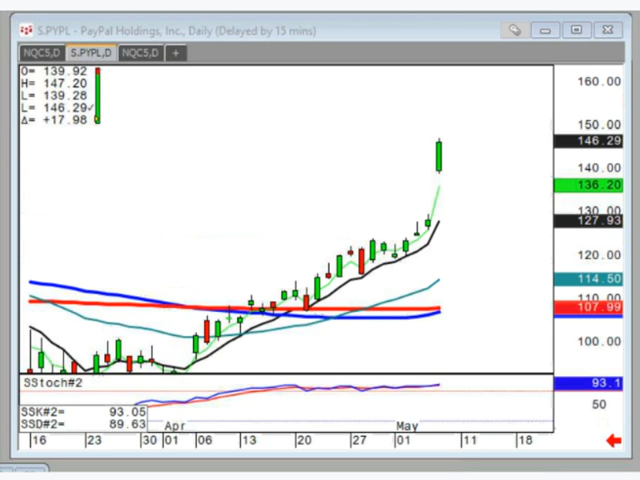 S.PYPL - PayPal Holdings, Inc., Daily (Delayed by 15 mins)
NQC5,D S.PYPL,D NQC5,D +
O= 139.92
H= 147.20
L= 139.28
L= 146.29✓
Δ= +17.98
160.00
150.00
146.29
140.00
136.20
130.00
127.93
120.00
114.50
110.00
107.99
100.00
SStoch#2
93.1
50
SSK#2= 93.05
SSD#2= 89.63
Apr May
16 23 30 01 06 13 20 27 01 11 18